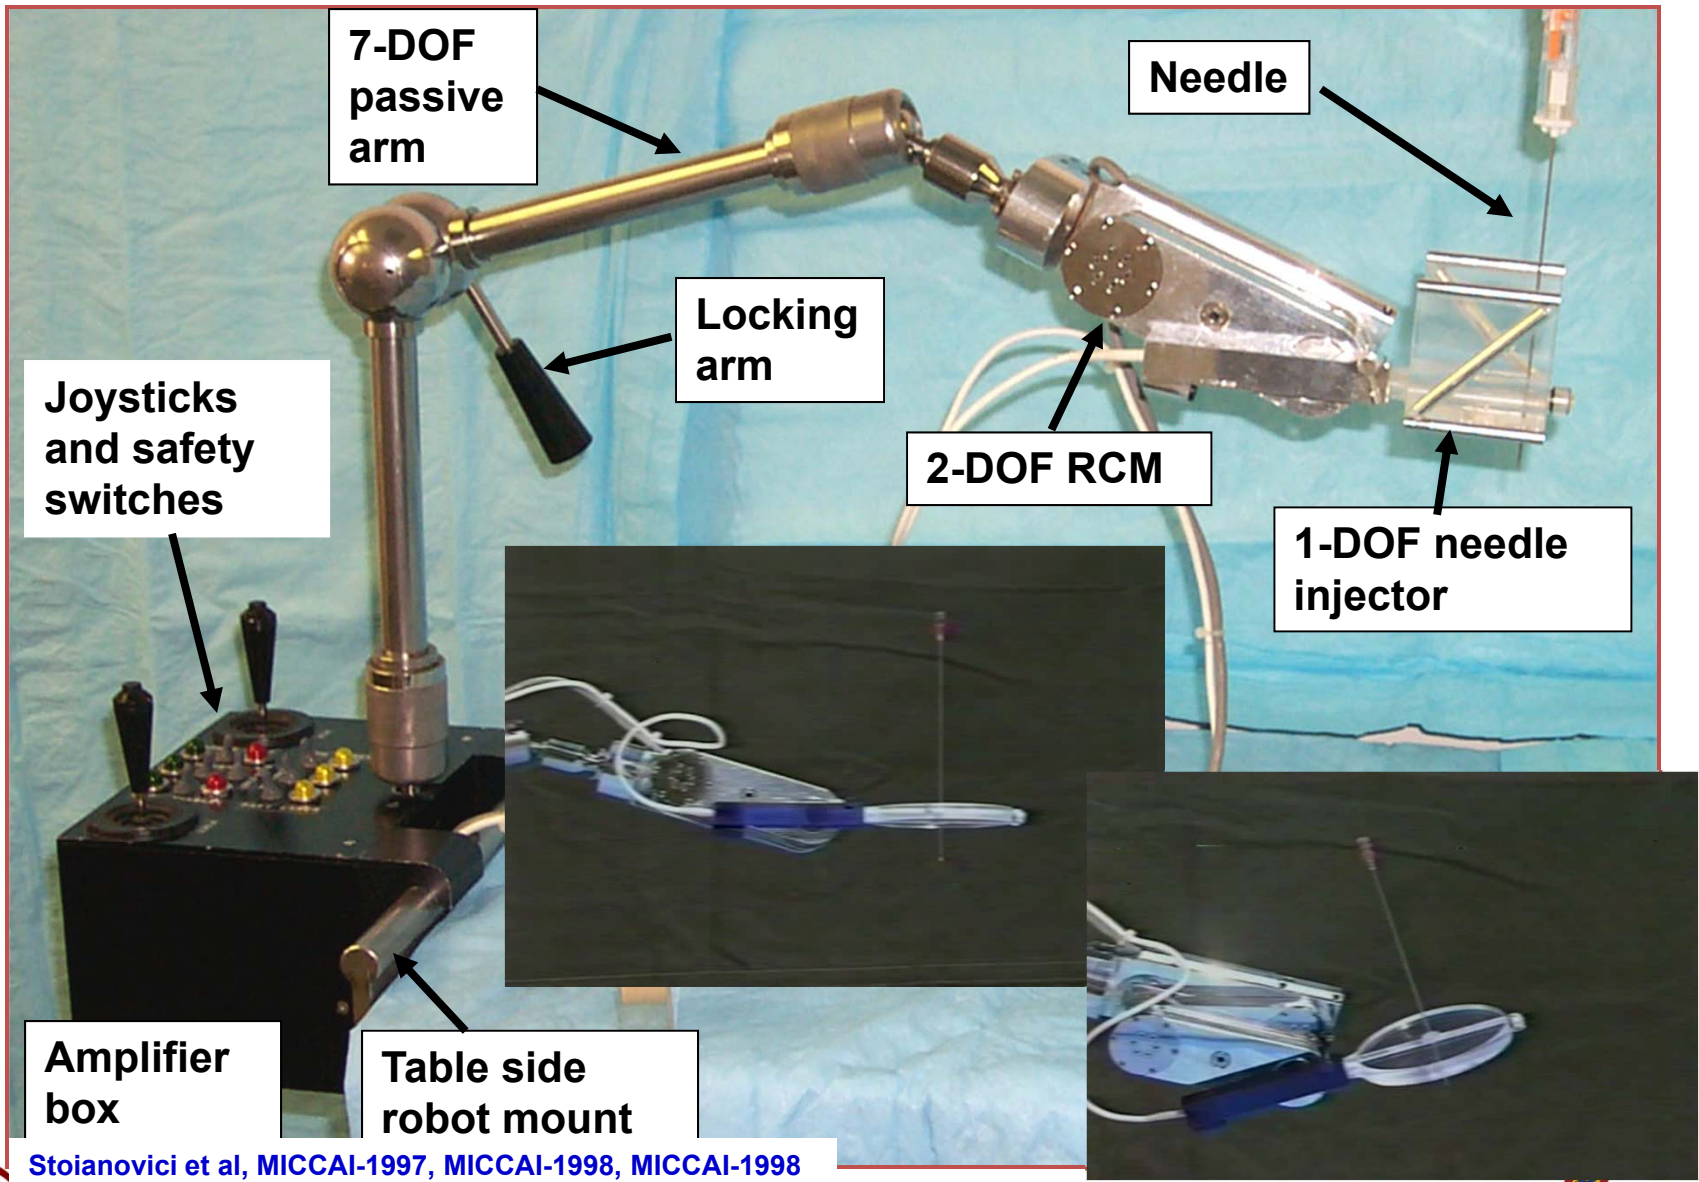 7-DOF
passive
arm
Needle
Locking
arm
Joysticks
and safety
switches
2-DOF RCM
1-DOF needle
injector
Amplifier
box
Table side
robot mount
Stoianovici et al, MICCAI-1997, MICCAI-1998, MICCAI-1998